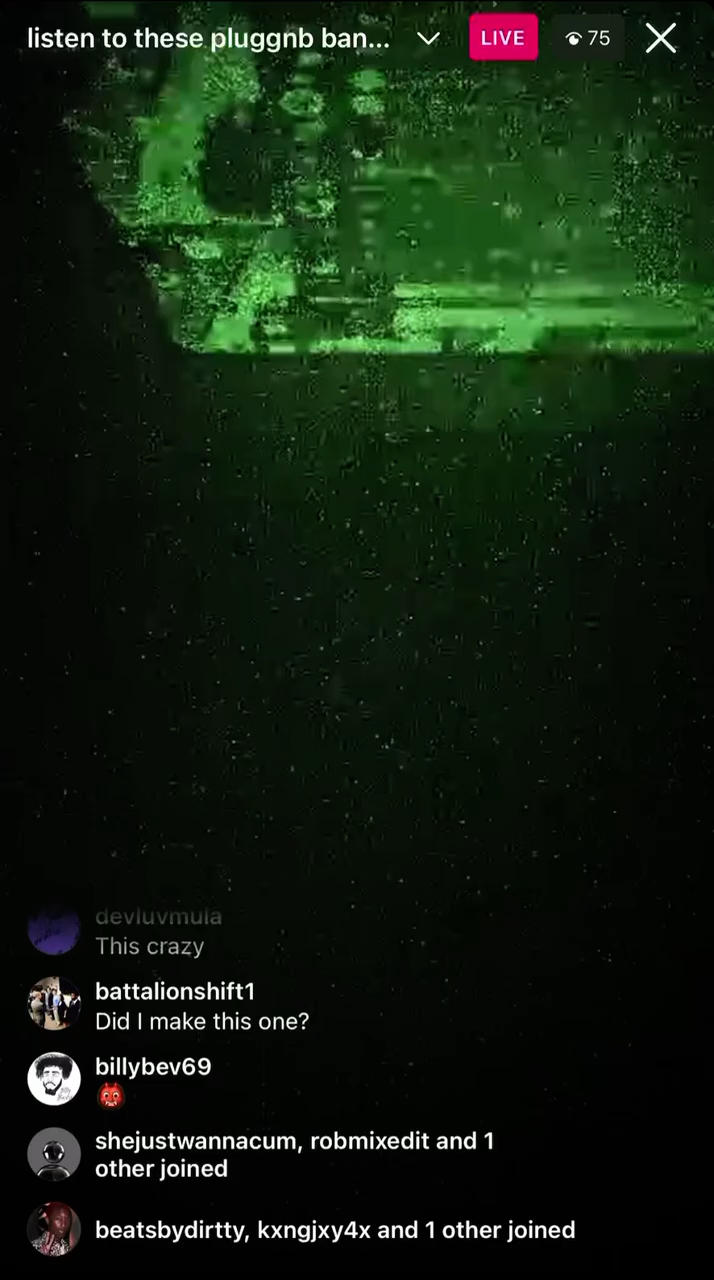 listen to these pluggnb ban...
LIVE
75
devluvmula
This crazy
battalionshift1
Did I make this one?
billybev69
👹
shejustwannacum, robmixedit and 1
other joined
beatsbydirtty, kxngjxy4x and 1 other joined